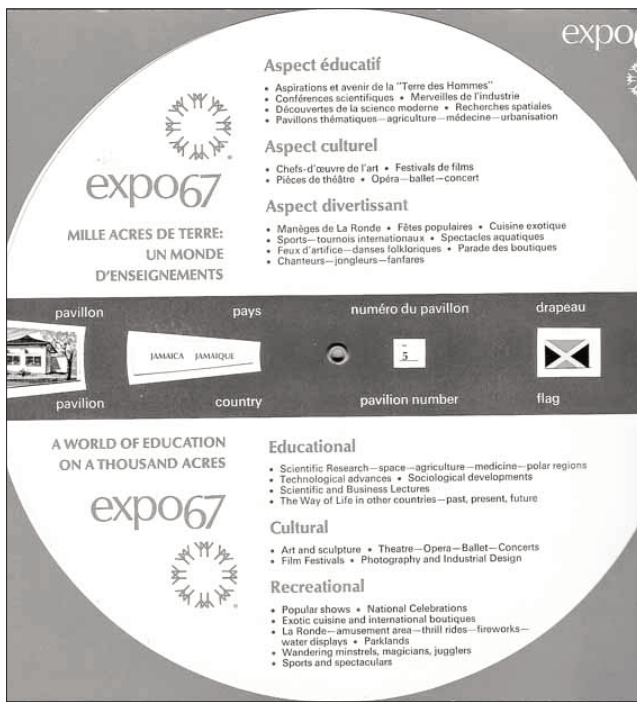 expo6
Aspect éducatif
• Aspirations et avenir de la "Terre des Hommes"
• Conférences scientifiques • Merveilles de l'industrie
• Découvertes de la science moderne • Recherches spatiales
• Pavillons thématiques—agriculture—médecine—urbanisation
Aspect culturel
• Chefs-d'œuvre de l'art • Festivals de films
• Pièces de théâtre • Opéra—ballet—concert
Aspect divertissant
• Manèges de La Ronde • Fêtes populaires • Cuisine exotique
• Sports—tournois internationaux • Spectacles aquatiques
• Feux d'artifice—danses folkloriques • Parade des boutiques
• Chanteurs—jongleurs—fanfares
expo67
MILLE ACRES DE TERRE:
UN MONDE
D'ENSEIGNEMENTS
pavillon pays numéro du pavillon drapeau
JAMAICA JAMAIQUE 5
pavilion country pavilion number flag
A WORLD OF EDUCATION
ON A THOUSAND ACRES
expo67
Educational
• Scientific Research—space—agriculture—medicine—polar regions
• Technological advances • Sociological developments
• Scientific and Business Lectures
• The Way of Life in other countries—past, present, future
Cultural
• Art and sculpture • Theatre—Opera—Ballet—Concerts
• Film Festivals • Photography and Industrial Design
Recreational
• Popular shows • National Celebrations
• Exotic cuisine and international boutiques
• La Ronde—amusement area—thrill rides—fireworks—
water displays • Parklands
• Wandering minstrels, magicians, jugglers
• Sports and spectaculars